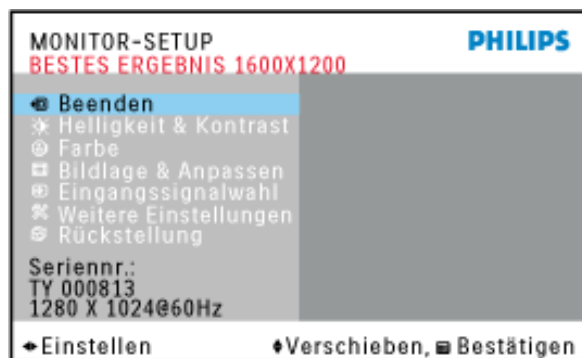 MONITOR-SETUP
PHILIPS
BESTES ERGEBNIS 1600X1200
Beenden
Helligkeit & Kontrast
Farbe
Bildlage & Anpassen
Eingangssignalwahl
Weitere Einstellungen
Rückstellung
Seriennr.:
TY 000813
1280 X 1024@60Hz
Einstellen
Verschieben, Bestätigen